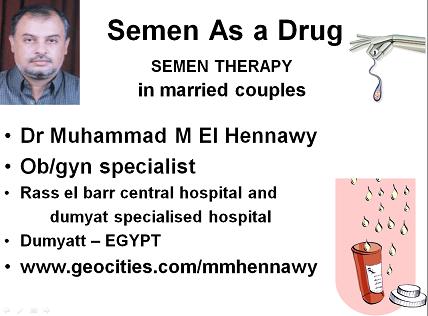 Semen As a Drug
SEMEN THERAPY
in married couples
• Dr Muhammad M El Hennawy
• Ob/gyn specialist
• Rass el barr central hospital and
dumyat specialised hospital
• Dumyatt – EGYPT
• www.geocities.com/mmhennawy